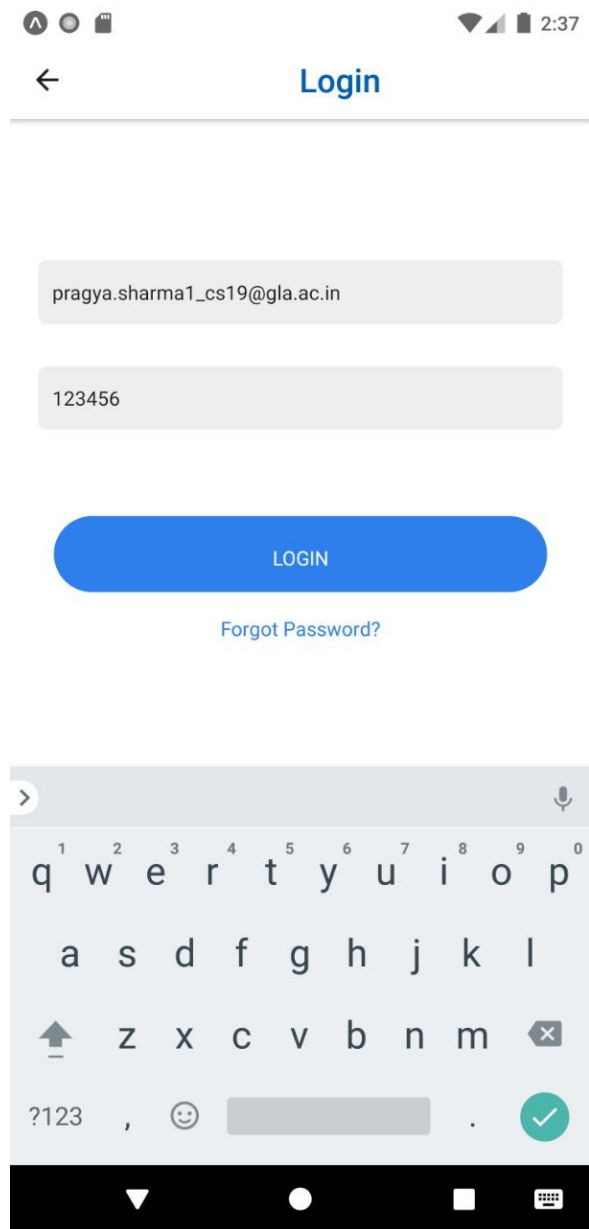 2:37
Login
pragya.sharma1_cs19@gla.ac.in
123456
LOGIN
Forgot Password?
1 2 3 4 5 6 7 8 9 0
q w e r t y u i o p
a s d f g h j k l
z x c v b n m
?123 , .